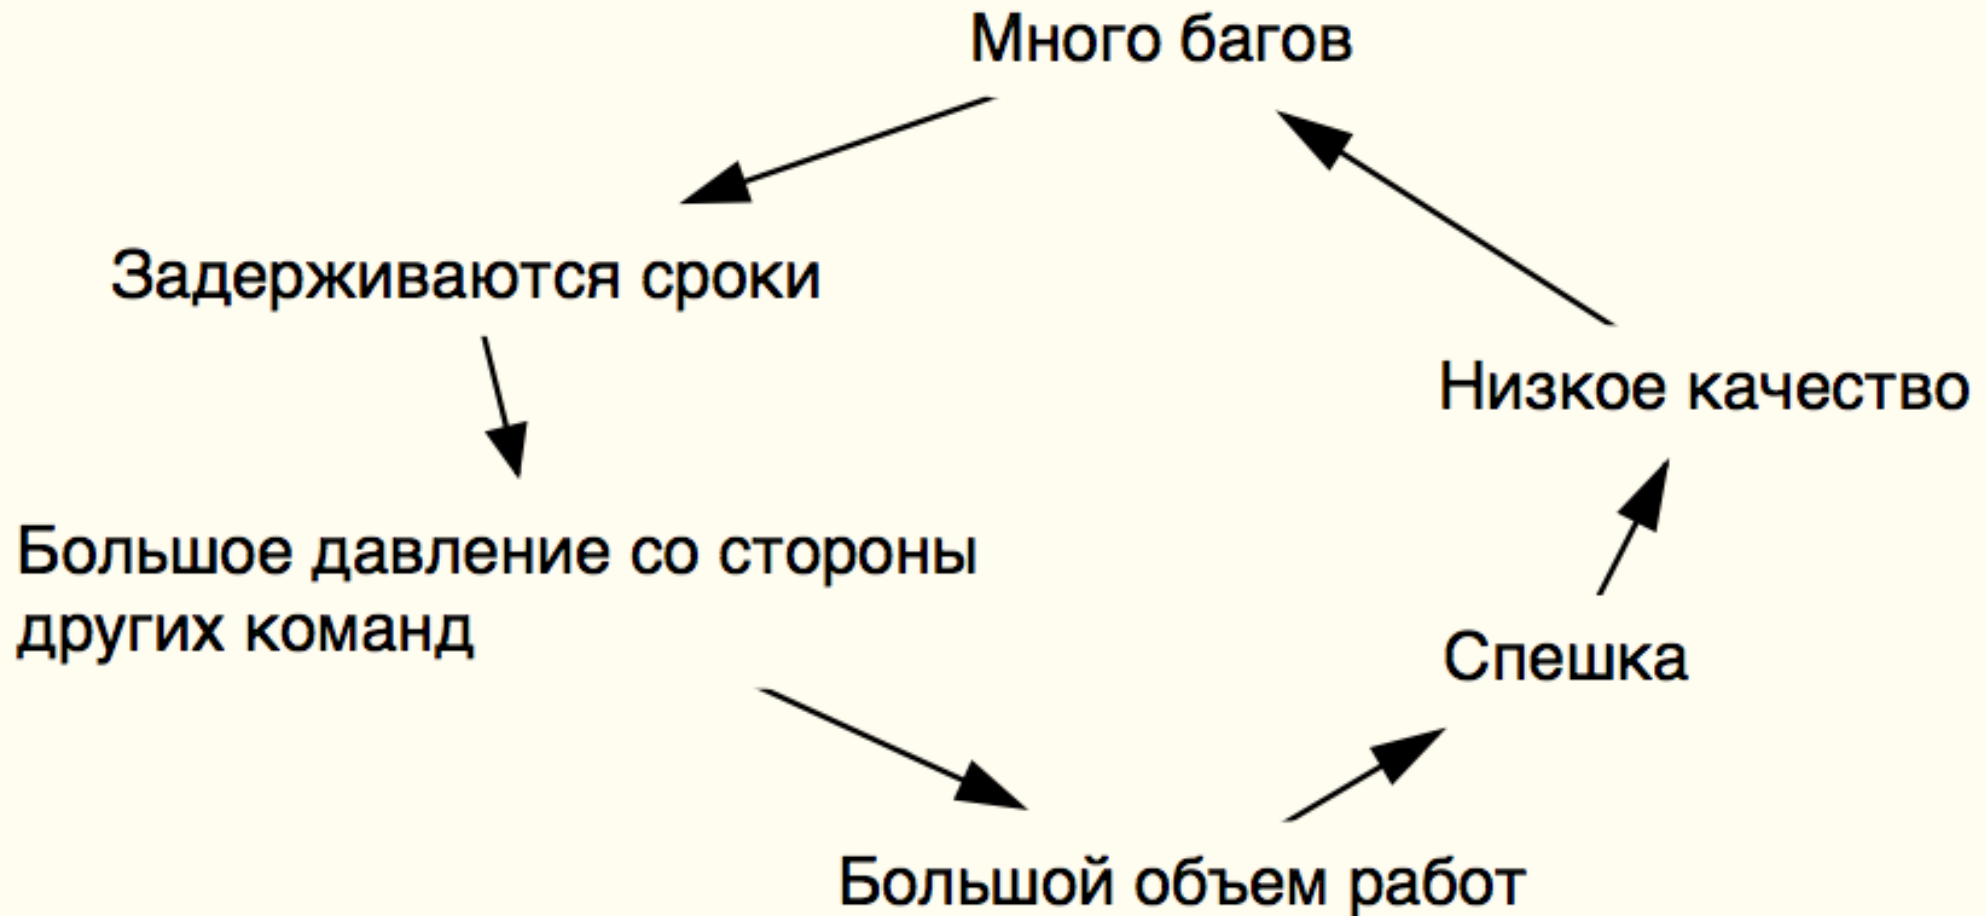 Много багов
Задерживаются сроки
Низкое качество
Большое давление со стороны
других команд
Спешка
Большой объем работ